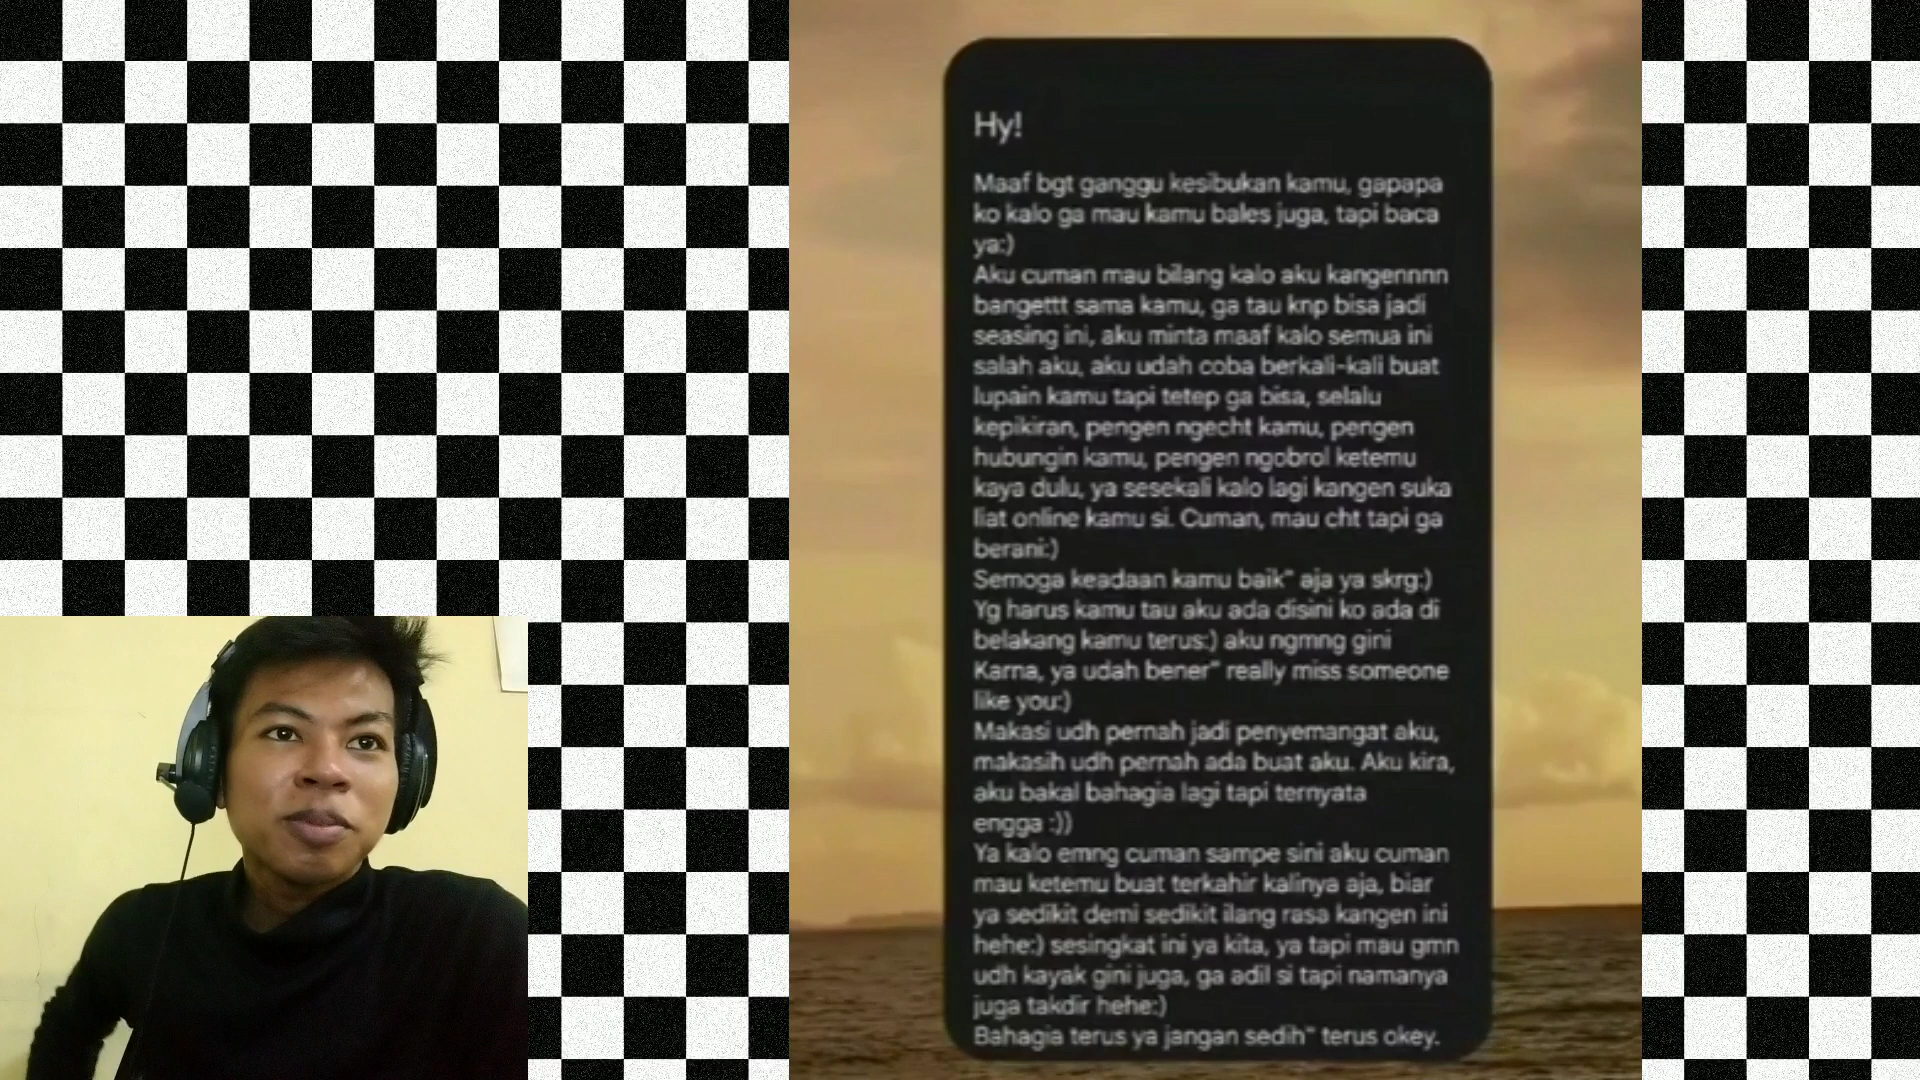 Hy!
Maaf bgt ganggu kesibukan kamu, gapapa
ko kalo ga mau kamu bales juga, tapi baca
ya:)
Aku cuman mau bilang kalo aku kangennnn
bangettt sama kamu, ga tau knp bisa jadi
seasing ini, aku minta maaf kalo semua ini
salah aku, aku udah coba berkali-kali buat
lupain kamu tapi tetep ga bisa, selalu
kepikiran, pengen ngecht kamu, pengen
hubungin kamu, pengen ngobrol ketemu
kaya dulu, ya sesekali kalo lagi kangen suka
liat online kamu si. Cuman, mau cht tapi ga
berani:)
Semoga keadaan kamu baik" aja ya skrg:)
Yg harus kamu tau aku ada disini ko ada di
belakang kamu terus:) aku ngmng gini
Karna, ya udah bener" really miss someone
like you:)
Makasi udh pernah jadi penyemangat aku,
makasih udh pernah ada buat aku. Aku kira,
aku bakal bahagia lagi tapi ternyata
engga :))
Ya kalo emng cuman sampe sini aku cuman
mau ketemu buat terkahir kalinya aja, biar
ya sedikit demi sedikit ilang rasa kangen ini
hehe:) sesingkat ini ya kita, ya tapi mau gmn
udh kayak gini juga, ga adil si tapi namanya
juga takdir hehe:)
Bahagia terus ya jangan sedih" terus okey.